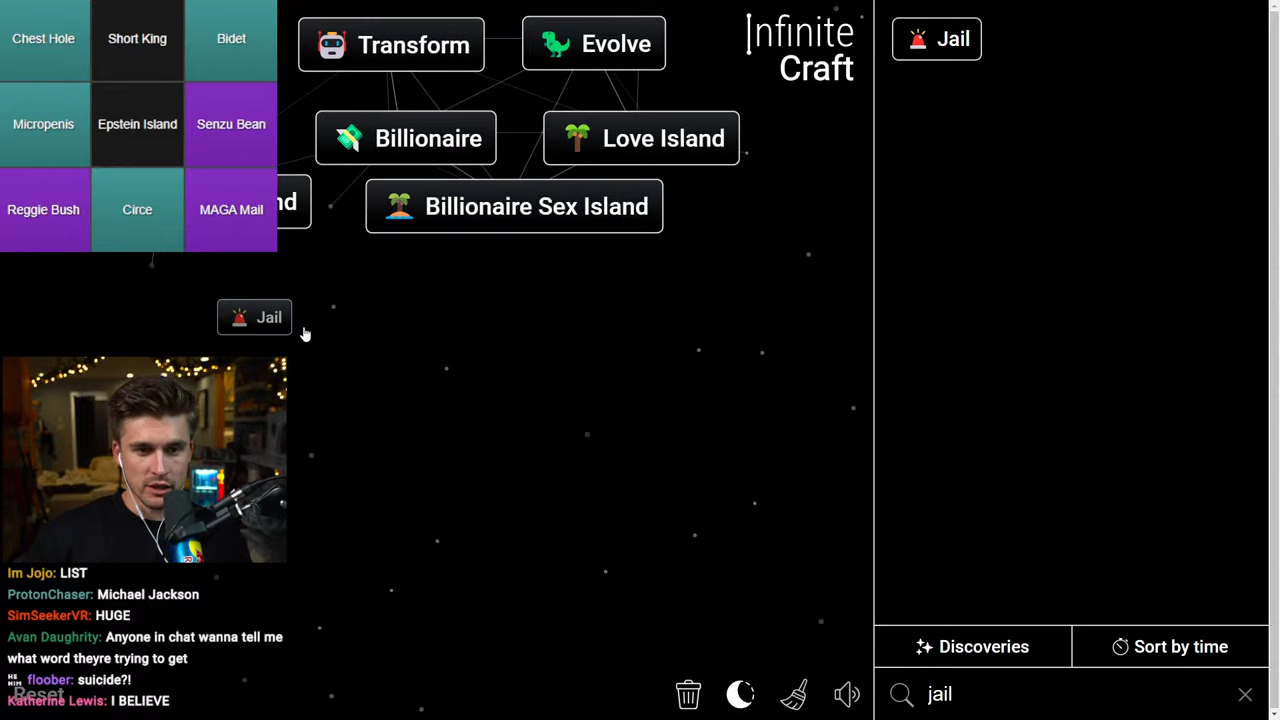 Chest Hole
Short King
Bidet
Micropenis
Epstein Island
Senzu Bean
Reggie Bush
Circe
MAGA Mail
Transform
Evolve
Billionaire
Love Island
nd
Billionaire Sex Island
Infinite
Craft
Jail
Jail
Im Jojo: LIST
ProtonChaser: Michael Jackson
SimSeekerVR: HUGE
Avan Daughrity: Anyone in chat wanna tell me
what word theyre trying to get
HE HIM floober: suicide?!
Reset
Katherine Lewis: I BELIEVE
Discoveries
Sort by time
jail